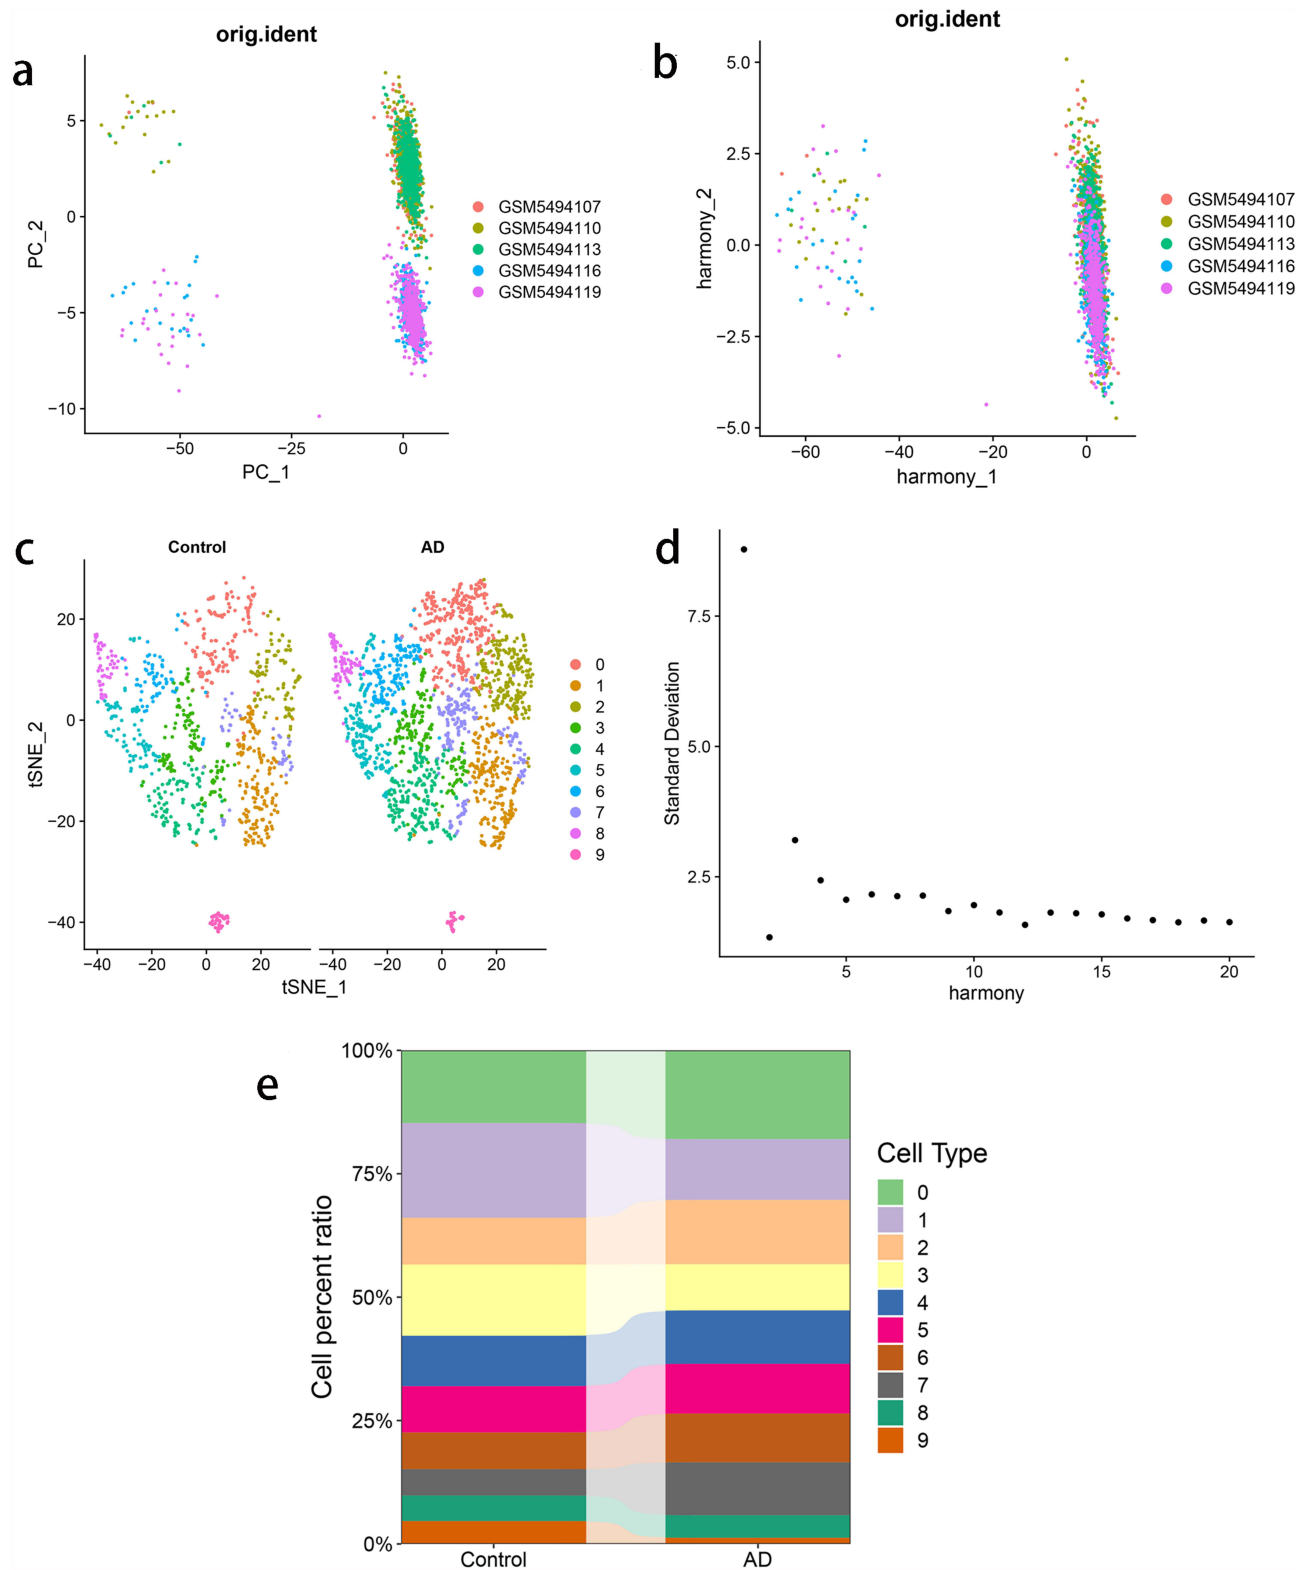 a
orig.ident
5
0
−5
−10
PC_2
−50
−25
0
PC_1
GSM5494107
GSM5494110
GSM5494113
GSM5494116
GSM5494119
b
orig.ident
5.0
2.5
0.0
−2.5
−5.0
harmony_2
−60
−40
−20
0
harmony_1
GSM5494107
GSM5494110
GSM5494113
GSM5494116
GSM5494119
c
Control
AD
20
0
−20
−40
tSNE_2
−40
−20
0
20
−40
−20
0
20
tSNE_1
0
1
2
3
4
5
6
7
8
9
d
7.5
5.0
2.5
Standard Deviation
5
10
15
20
harmony
e
100%
75%
50%
25%
0%
Cell percent ratio
Control
AD
Cell Type
0
1
2
3
4
5
6
7
8
9